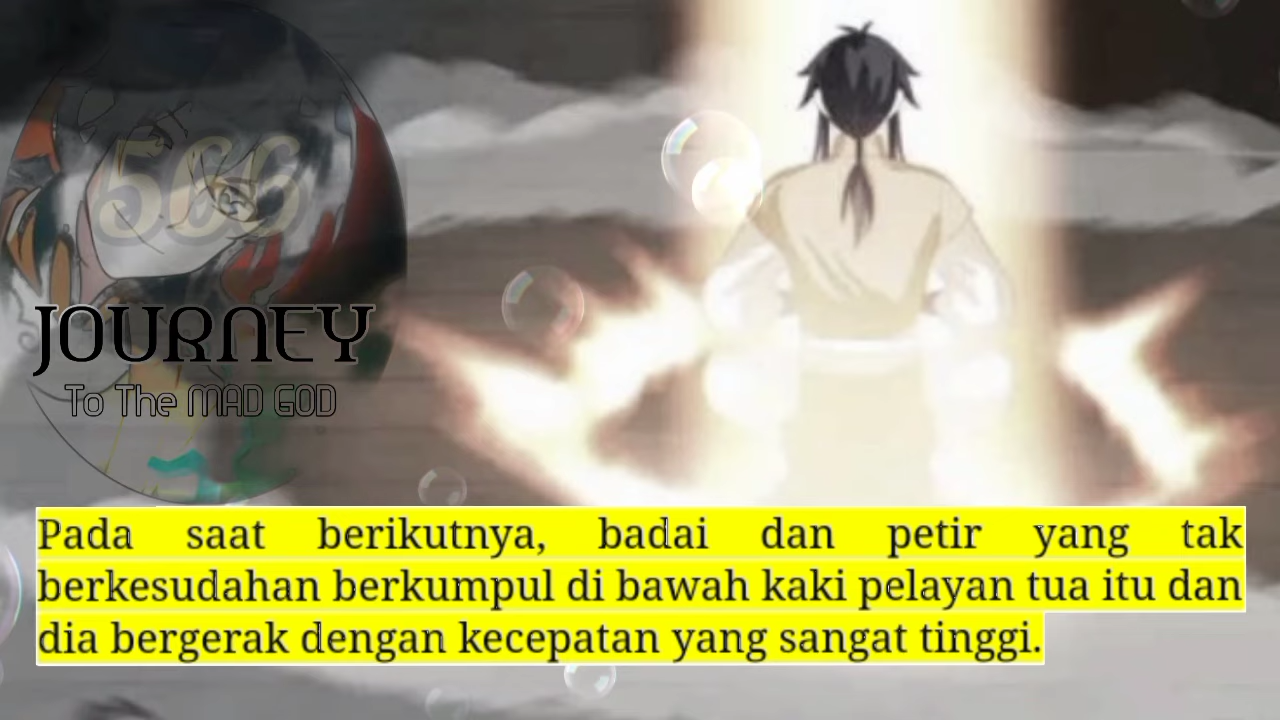 566
JOURNEY
To The MAD GOD
Pada saat berikutnya, badai dan petir yang tak
berkesudahan berkumpul di bawah kaki pelayan tua itu dan
dia bergerak dengan kecepatan yang sangat tinggi.